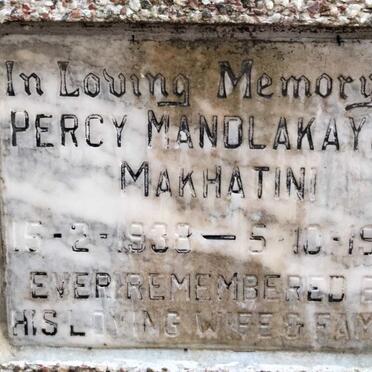 In Loving Memory
PERCY MANDLAKAY
MAKHATINI
15-2-1938 — 5-10-19
EVER REMEMBERED B
HIS LOVING WIFE & FAM